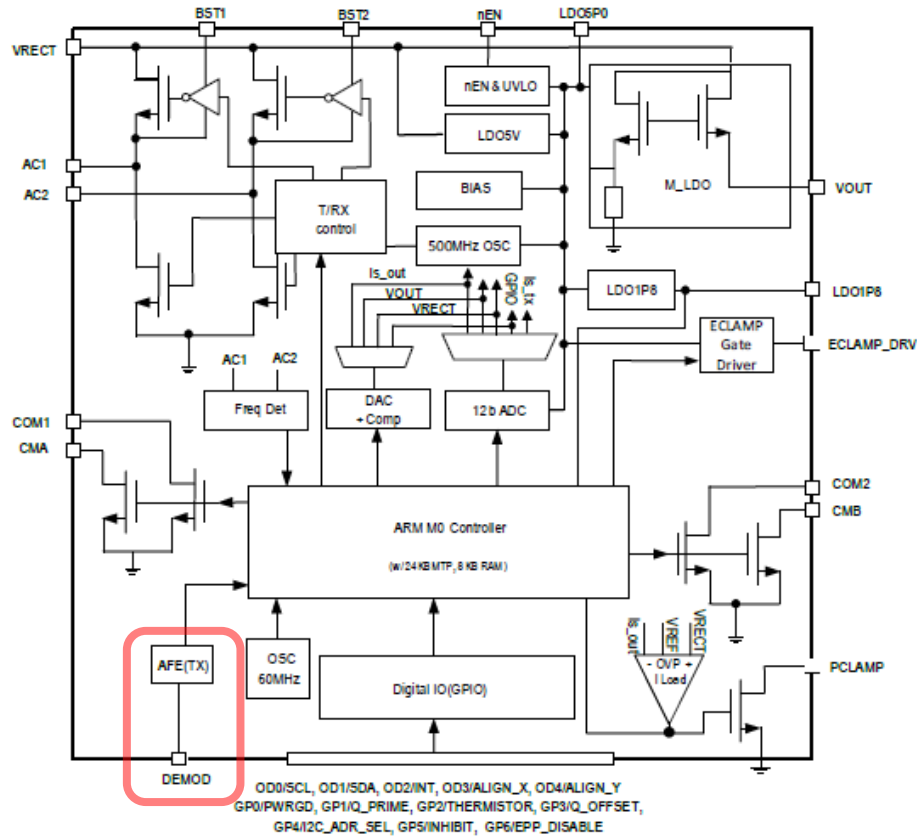 BST1
BST2
nEN
LDO5P0
VRECT
nEN & UVLO
LDO5V
M_LDO
AC1
BIAS
VOUT
AC2
T/RX
control
500MHz OSC
Is_out
VOUT
VRECT
GPIO
Is_tx
LDO1P8
LDO1P8
ECLAMP
Gate
Driver
ECLAMP_DRV
AC1
AC2
Freq Det
DAC
+ Comp
12b ADC
COM1
CMA
COM2
CMB
ARM M0 Controller
(w/24KB MTP, 8 KB RAM)
Is_out
VREF
VRECT
AFE(TX)
OSC
60MHz
Digital IO(GPIO)
- OVP +
I Load
PCLAMP
DEMOD
OD0/SCL, OD1/SDA, OD2/INT, OD3/ALIGN_X, OD4/ALIGN_Y
GP0/PWRGD, GP1/Q_PRIME, GP2/THERMISTOR, GP3/Q_OFFSET,
GP4/I2C_ADR_SEL, GP5/INHIBIT, GP6/EPP_DISABLE